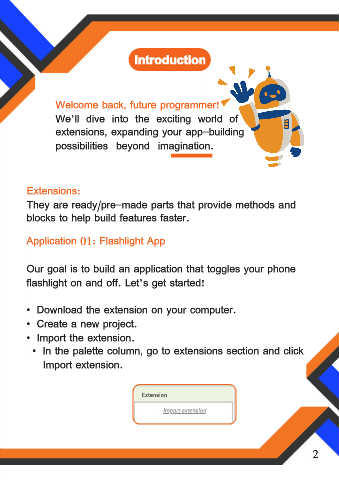 Introduction
Welcome back, future programmer!
We'll dive into the exciting world of
extensions, expanding your app-building
possibilities beyond imagination.
Extensions:
They are ready/pre-made parts that provide methods and
blocks to help build features faster.
Application 01: Flashlight App
Our goal is to build an application that toggles your phone
flashlight on and off. Let's get started!
• Download the extension on your computer.
• Create a new project.
• Import the extension.
• In the palette column, go to extensions section and click
Import extension.
Extension
Import extension
2